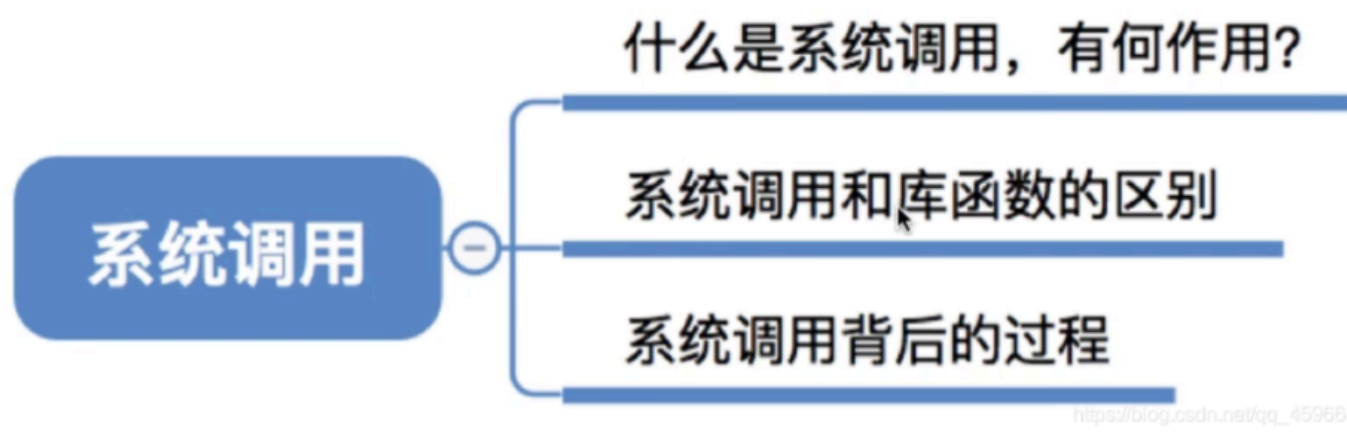 什么是系统调用，有何作用？
系统调用
系统调用和库函数的区别
系统调用背后的过程
https://blog.csdn.net/qq_45966